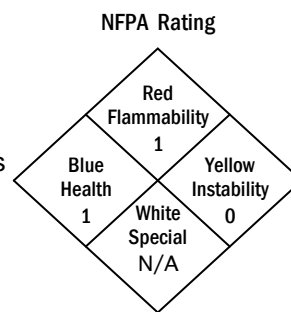 NFPA Rating
Red
Flammability
1
s
Blue
Health
1
Yellow
Instability
0
White
Special
N/A